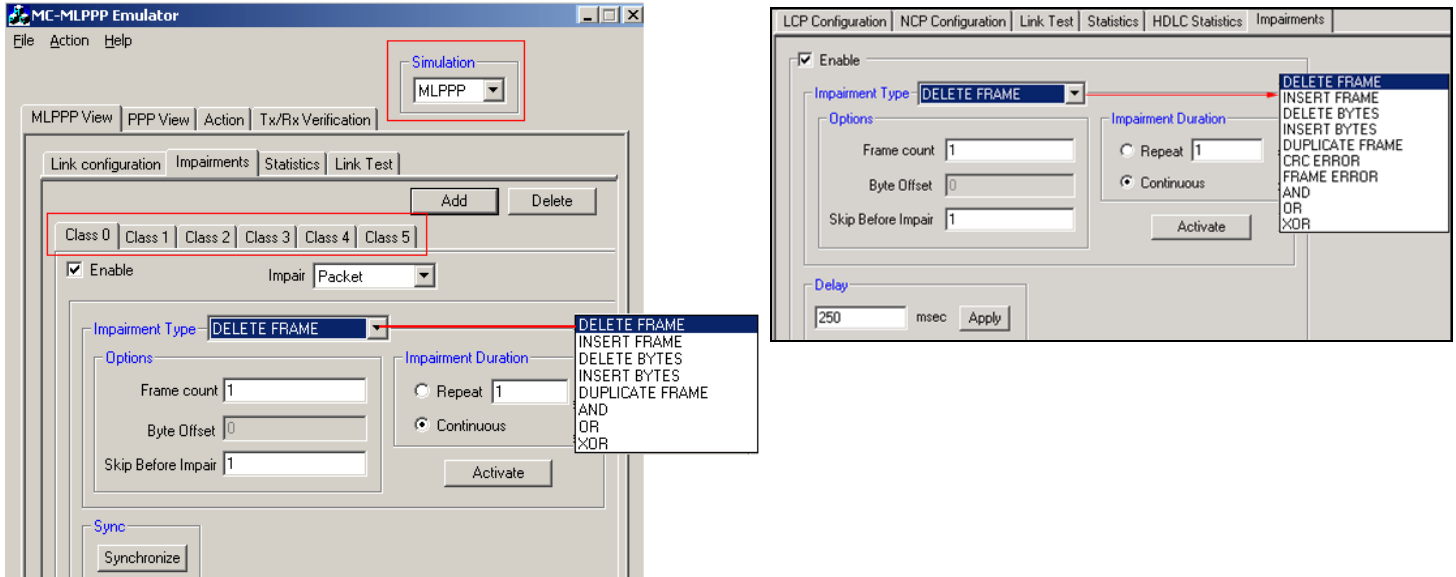 MC-MLPPP Emulator
File Action Help
Simulation
MLPPP
MLPPP View PPP View Action Tx/Rx Verification
Link configuration Impairments Statistics Link Test
Add Delete
Class 0 Class 1 Class 2 Class 3 Class 4 Class 5
Enable Impair Packet
Impairment Type DELETE FRAME
Options
Frame count 1
Byte Offset 0
Skip Before Impair 1
Impairment Duration
Repeat 1
Continuous
Activate
DELETE FRAME
INSERT FRAME
DELETE BYTES
INSERT BYTES
DUPLICATE FRAME
AND
OR
XOR
Sync
Synchronize
LCP Configuration NCP Configuration Link Test Statistics HDLC Statistics Impairments
Enable
Impairment Type DELETE FRAME
Options
Frame count 1
Byte Offset 0
Skip Before Impair 1
Impairment Duration
Repeat 1
Continuous
Activate
DELETE FRAME
INSERT FRAME
DELETE BYTES
INSERT BYTES
DUPLICATE FRAME
CRC ERROR
FRAME ERROR
AND
OR
XOR
Delay
250 msec Apply